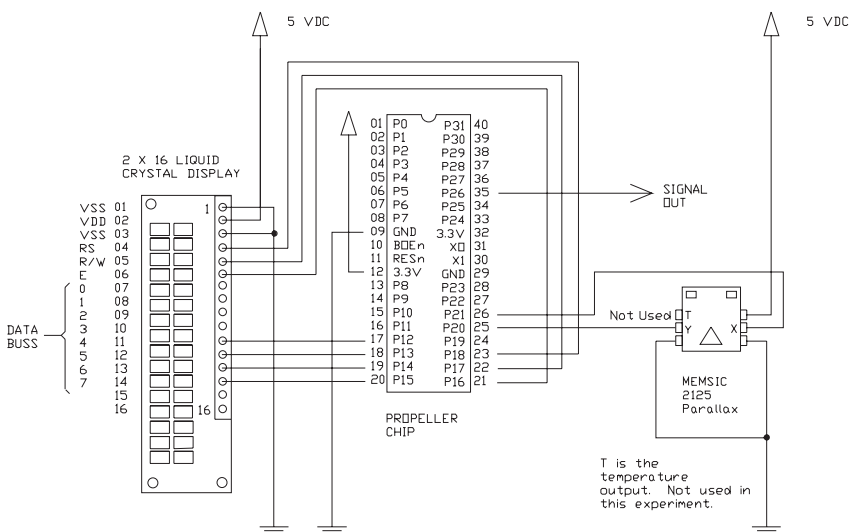 5 VDC
5 VDC
2 X 16 LIQUID
CRYSTAL DISPLAY
VSS 01
VDD 02
VSS 03
RS 04
R/W 05
E 06
0 07
1 08
2 09
3 10
4 11
5 12
6 13
7 14
15
16
DATA
BUSS
1
16
01 P0 P31 40
02 P1 P30 39
03 P2 P29 38
04 P3 P28 37
05 P4 P27 36
06 P5 P26 35
07 P6 P25 34
08 P7 P24 33
09 GND 3.3V 32
10 BOEn XO 31
11 RESn X1 30
12 3.3V GND 29
13 P8 P23 28
14 P9 P22 27
15 P10 P21 26
16 P11 P20 25
17 P12 P19 24
18 P13 P18 23
19 P14 P17 22
20 P15 P16 21
PROPELLER
CHIP
SIGNAL
OUT
Not Used T
Y X
MEMSIC
2125
Parallax
T is the
temperature
output. Not used in
this experiment.